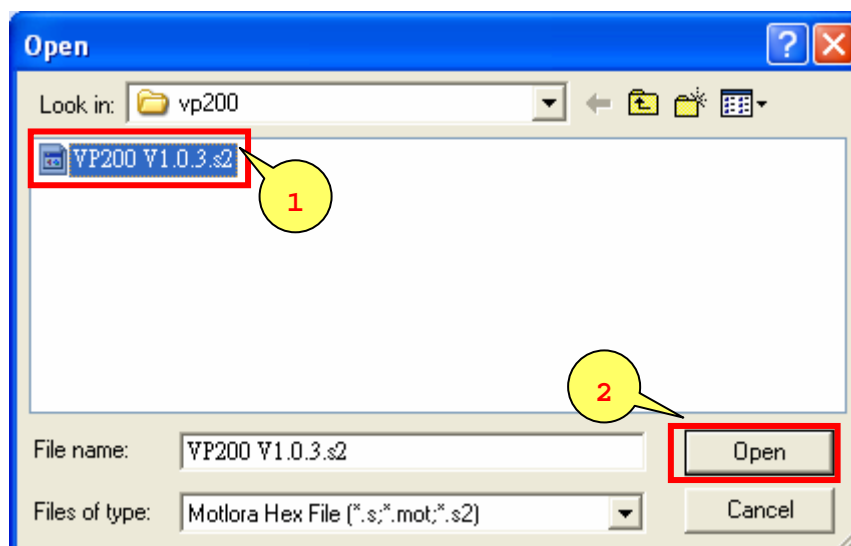 Open
Look in: vp200
VP200 V1.0.3.s2
1
2
File name: VP200 V1.0.3.s2 Open
Files of type: Motlora Hex File (*.s;*.mot;*.s2) Cancel